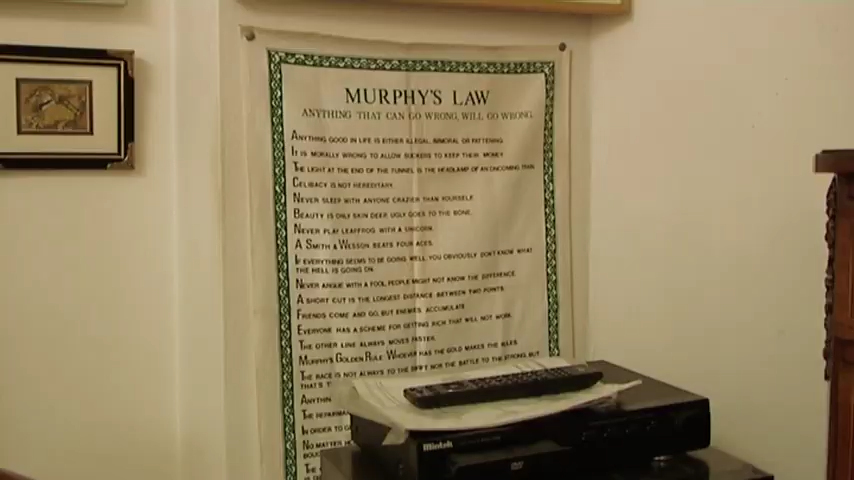 MURPHY'S LAW
ANYTHING THAT CAN GO WRONG, WILL GO WRONG.
ANYTHING GOOD IN LIFE IS EITHER ILLEGAL, IMMORAL OR FATTENING.
IT IS MORALLY WRONG TO ALLOW SUCKERS TO KEEP THEIR MONEY.
THE LIGHT AT THE END OF THE TUNNEL IS THE HEADLAMP OF AN ONCOMING TRAIN.
CELIBACY IS NOT HEREDITARY.
NEVER SLEEP WITH ANYONE CRAZIER THAN YOURSELF.
BEAUTY IS ONLY SKIN DEEP, UGLY GOES TO THE BONE.
NEVER PLAY LEAPFROG WITH A UNICORN.
A SMITH & WESSON BEATS FOUR ACES.
IF EVERYTHING SEEMS TO BE GOING WELL, YOU OBVIOUSLY DON'T KNOW WHAT
THE HELL IS GOING ON.
NEVER ARGUE WITH A FOOL, PEOPLE MIGHT NOT KNOW THE DIFFERENCE.
A SHORT CUT IS THE LONGEST DISTANCE BETWEEN TWO POINTS.
FRIENDS COME AND GO, BUT ENEMIES ACCUMULATE.
EVERYONE HAS A SCHEME FOR GETTING RICH THAT WILL NOT WORK.
THE OTHER LINE ALWAYS MOVES FASTER.
MURPHY'S GOLDEN RULE: WHOEVER HAS THE GOLD MAKES THE RULES.
THE RACE IS NOT ALWAYS TO THE SWIFT NOR THE BATTLE TO THE STRONG, BUT
THAT'S
ANYTHIN
THE REPAIRMAN
IN ORDER TO
NO MATTER
THE
Mintek
DVD